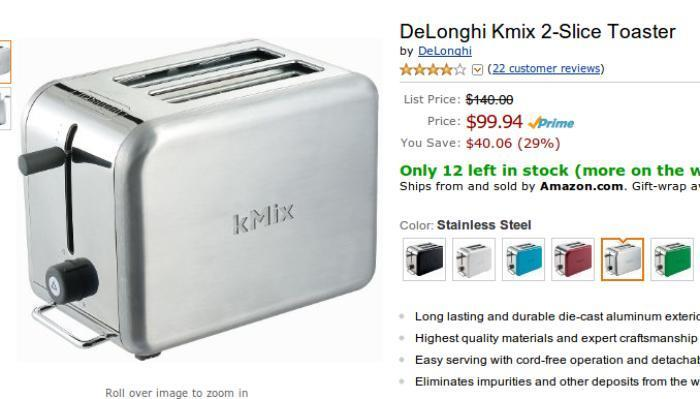 DeLonghi Kmix 2-Slice Toaster
by DeLonghi
(22 customer reviews)
List Price: $140.00
Price: $99.94 Prime
You Save: $40.06 (29%)
Only 12 left in stock (more on the w
Ships from and sold by Amazon.com. Gift-wrap av
Color: Stainless Steel
kMix
Long lasting and durable die-cast aluminum exterio
Highest quality materials and expert craftsmanship
Easy serving with cord-free operation and detachab
Eliminates impurities and other deposits from the w
Roll over image to zoom in